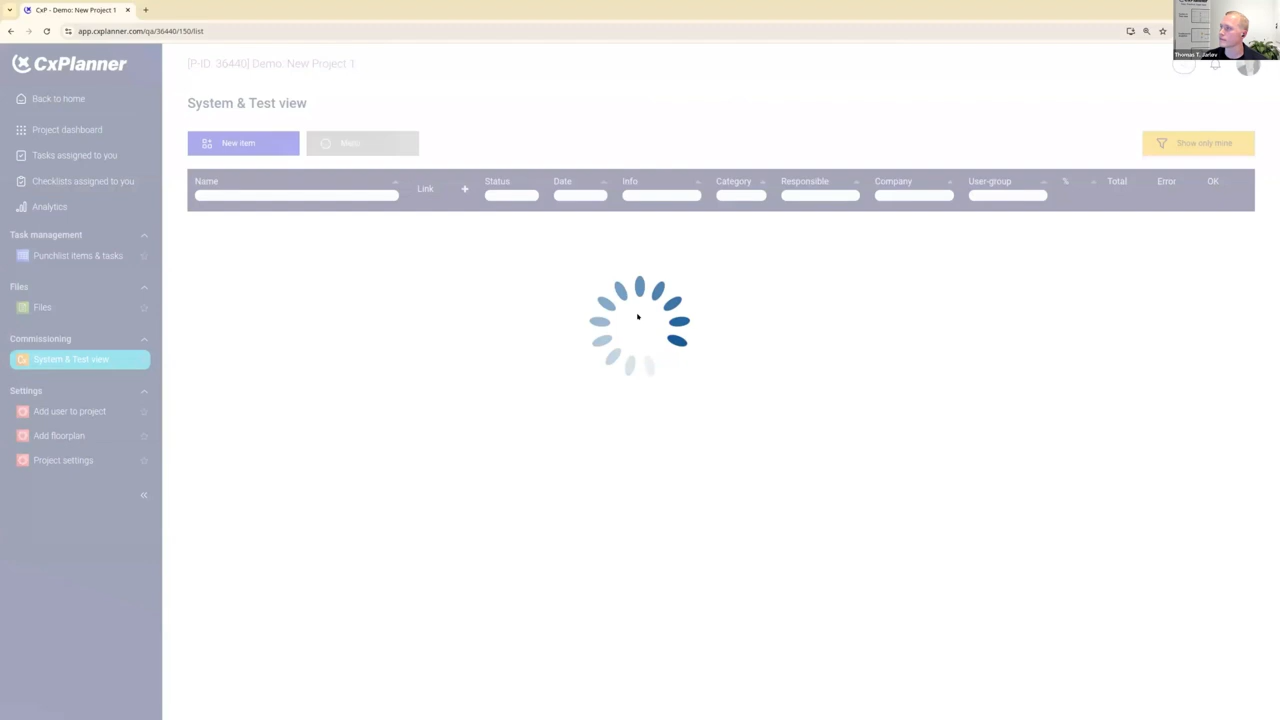 CxP - Demo: New Project 1
app.cxplanner.com/qa/36440/150/list
Thomas T. Jarløv
CxPlanner
[P-ID: 36440] Demo: New Project 1
Back to home
System & Test view
Project dashboard
New item
Menu
Show only mine
Tasks assigned to you
Checklists assigned to you
Name
Link
Status
Date
Info
Category
Responsible
Company
User-group
%
Total
Error
OK
Analytics
Task management
Punchlist items & tasks
Files
Files
Commissioning
System & Test view
Settings
Add user to project
Add floorplan
Project settings